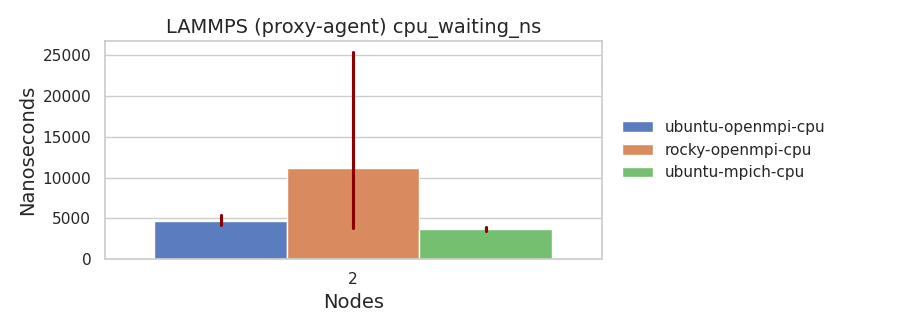 LAMMPS (proxy-agent) cpu_waiting_ns
25000
20000
15000
10000
5000
0
Nanoseconds
2
Nodes
ubuntu-openmpi-cpu
rocky-openmpi-cpu
ubuntu-mpich-cpu